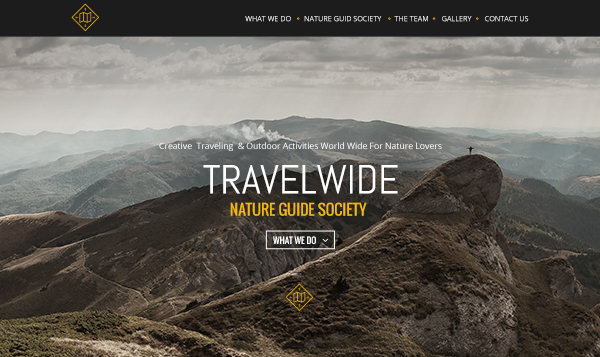 WHAT WE DO NATURE GUID SOCIETY THE TEAM GALLERY CONTACT US
Creative Traveling & Outdoor Activities World Wide For Nature Lovers
TRAVELWIDE
NATURE GUIDE SOCIETY
WHAT WE DO